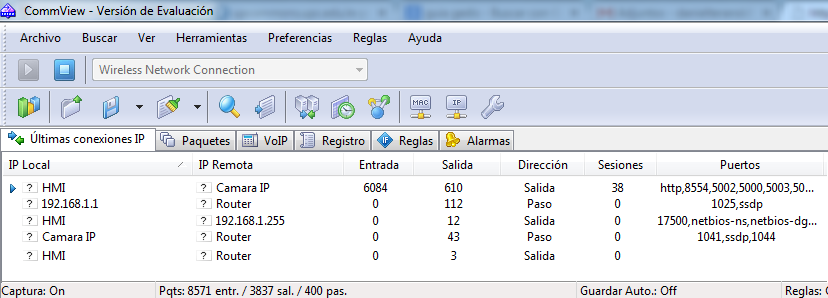 CommView - Versión de Evaluación
Archivo Buscar Ver Herramientas Preferencias Reglas Ayuda
Wireless Network Connection
MAC IP
Últimas conexiones IP Paquetes VoIP Registro Reglas Alarmas
IP Local IP Remota Entrada Salida Dirección Sesiones Puertos
? HMI ? Camara IP 6084 610 Salida 38 http,8554,5002,5000,5003,50...
? 192.168.1.1 ? Router 0 112 Paso 0 1025,ssdp
? HMI ? 192.168.1.255 0 12 Salida 0 17500,netbios-ns,netbios-dg...
? Camara IP ? Router 0 43 Paso 0 1041,ssdp,1044
? HMI ? Router 0 3 Salida 0
Captura: On Pqts: 8571 entr. / 3837 sal. / 400 pas. Guardar Auto.: Off Reglas: